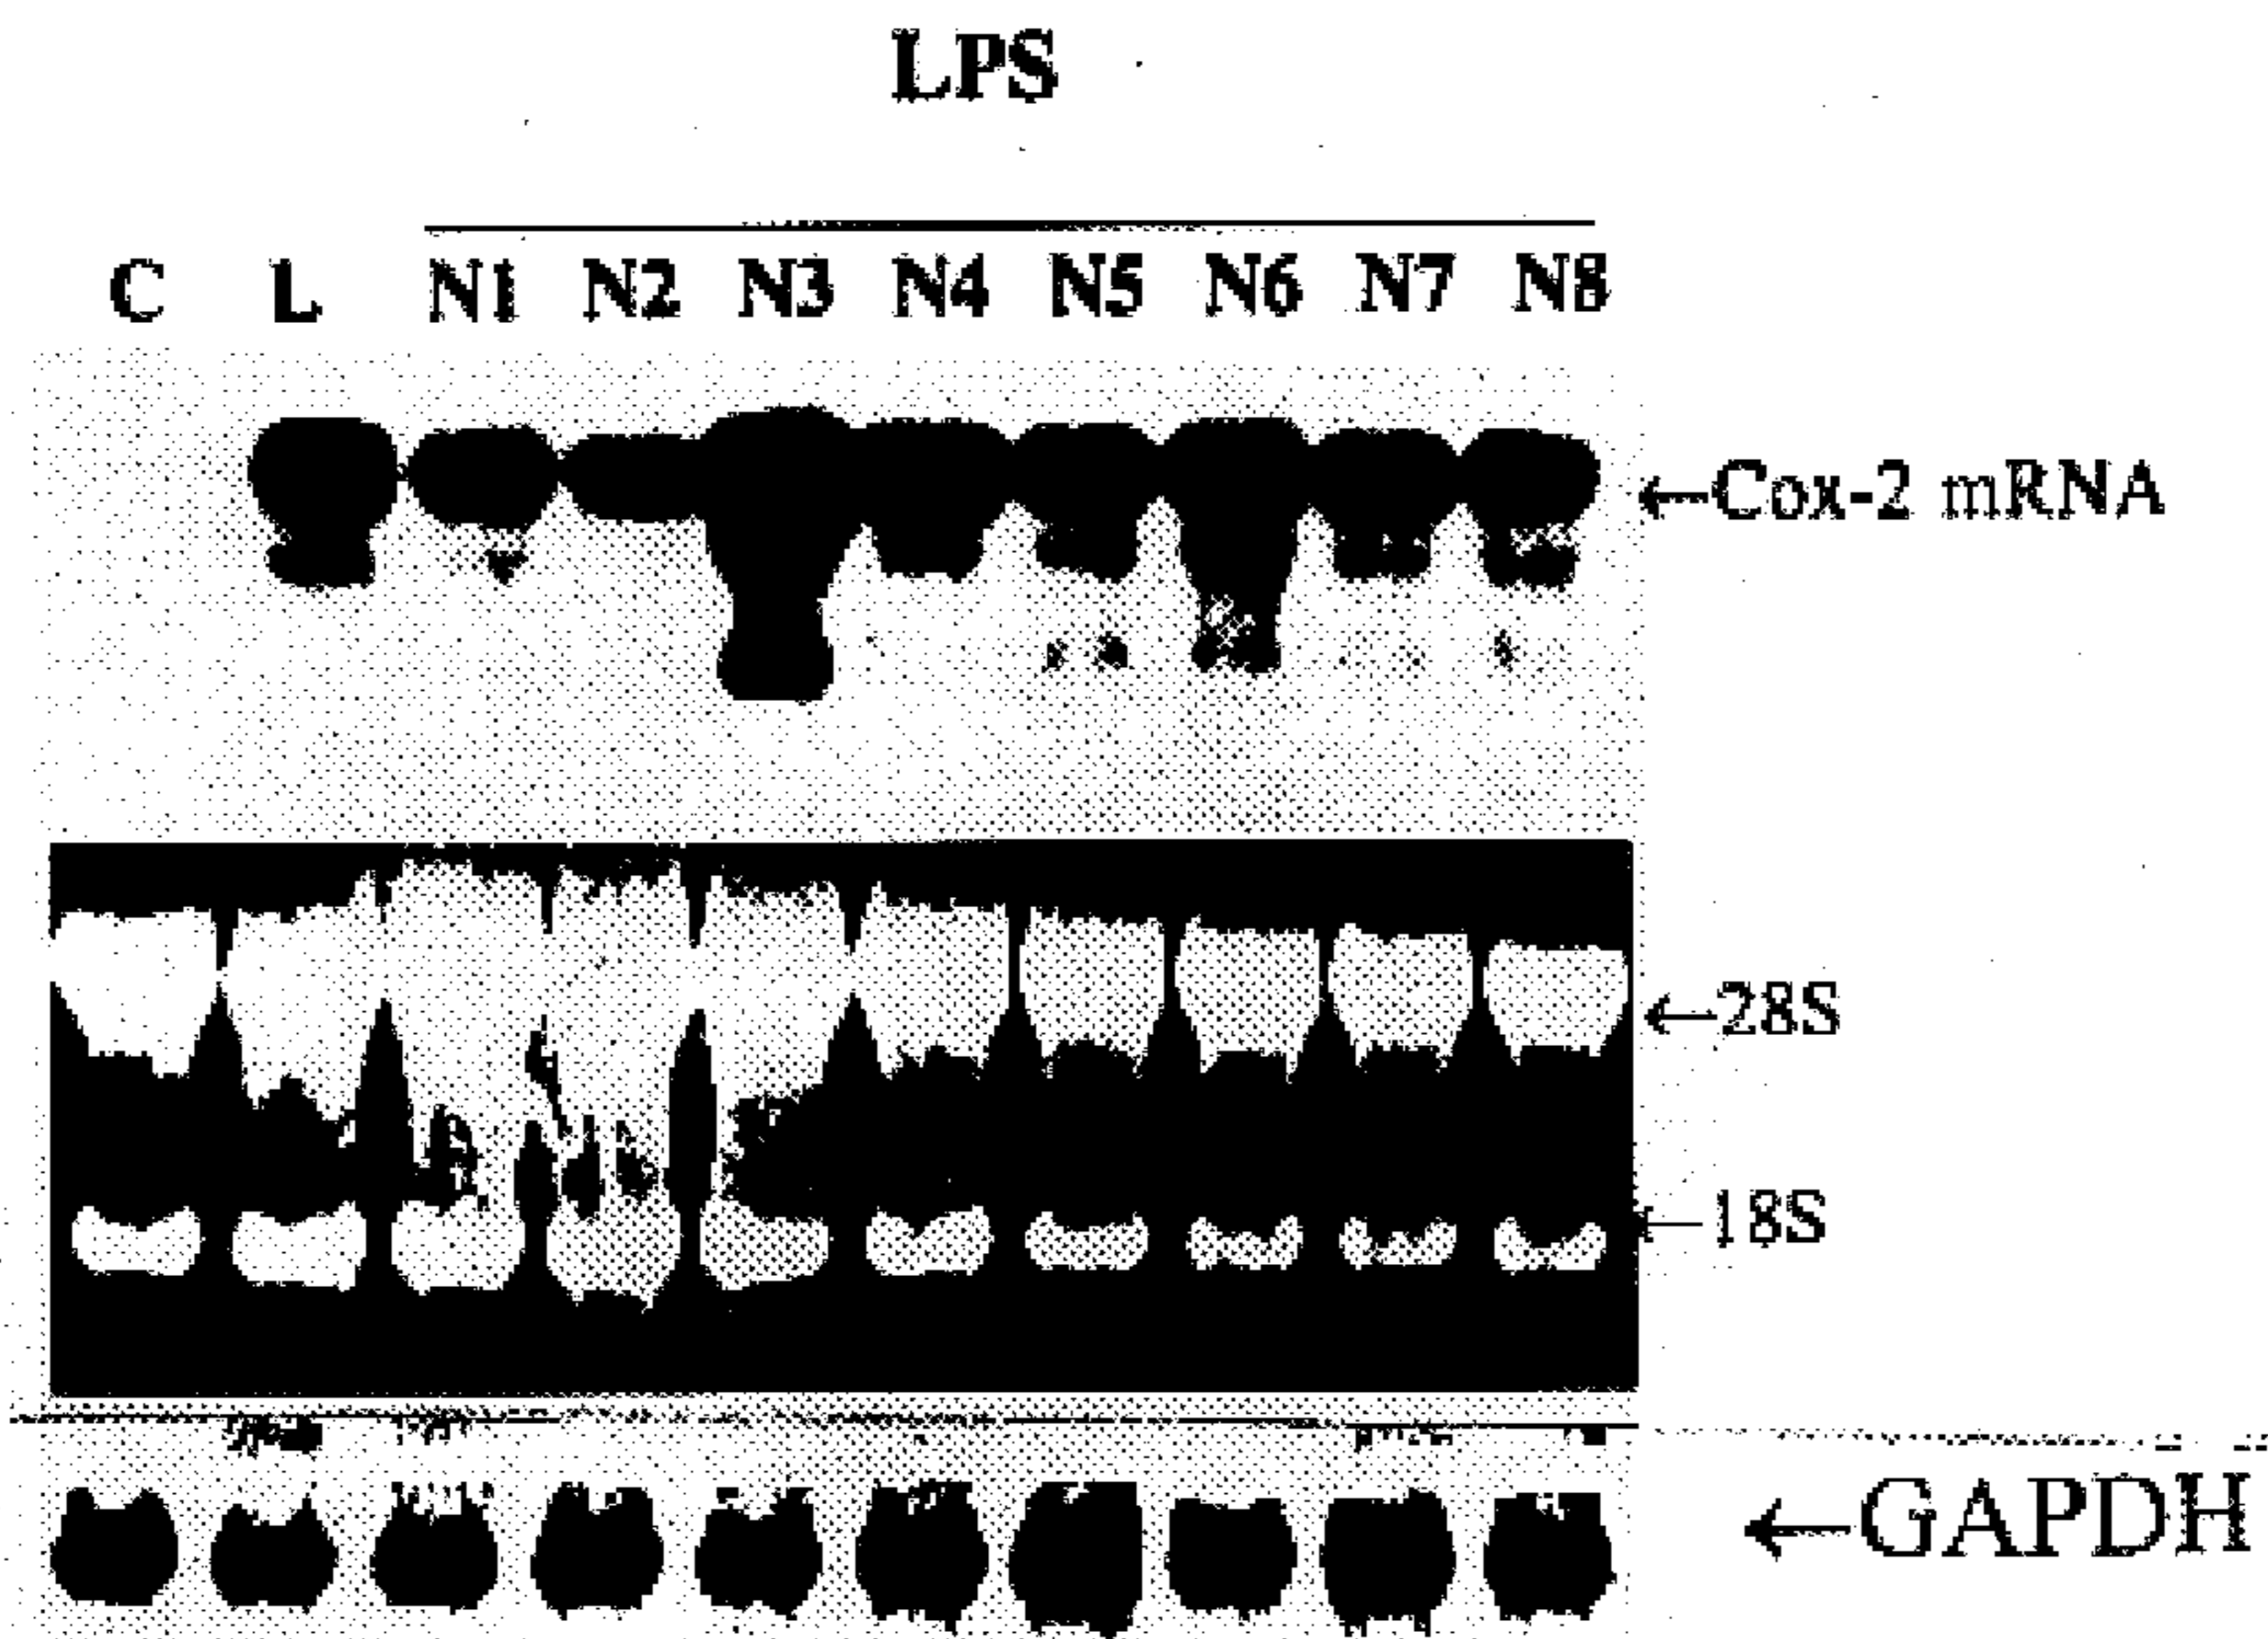 LPS
C L N1 N2 N3 N4 N5 N6 N7 N8
←Cox-2 mRNA
←28S
←18S
←GAPDH